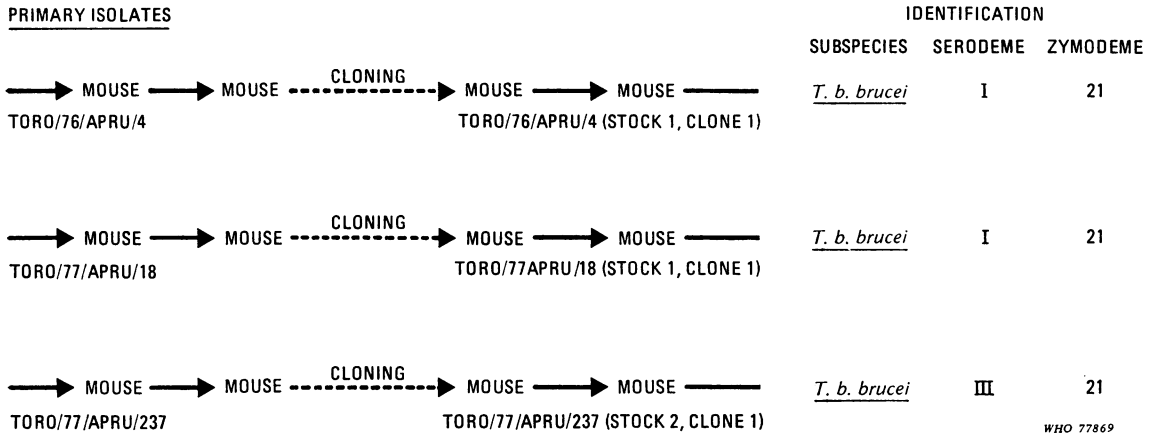 PRIMARY ISOLATES
IDENTIFICATION
SUBSPECIES SERODEME ZYMODEME
CLONING
MOUSE MOUSE MOUSE MOUSE T. b. brucei I 21
TORO/76/APRU/4 TORO/76/APRU/4 (STOCK 1, CLONE 1)
CLONING
MOUSE MOUSE MOUSE MOUSE T. b. brucei I 21
TORO/77/APRU/18 TORO/77APRU/18 (STOCK 1, CLONE 1)
CLONING
MOUSE MOUSE MOUSE MOUSE T. b. brucei III 21
TORO/77/APRU/237 TORO/77/APRU/237 (STOCK 2, CLONE 1)
WHO 77869